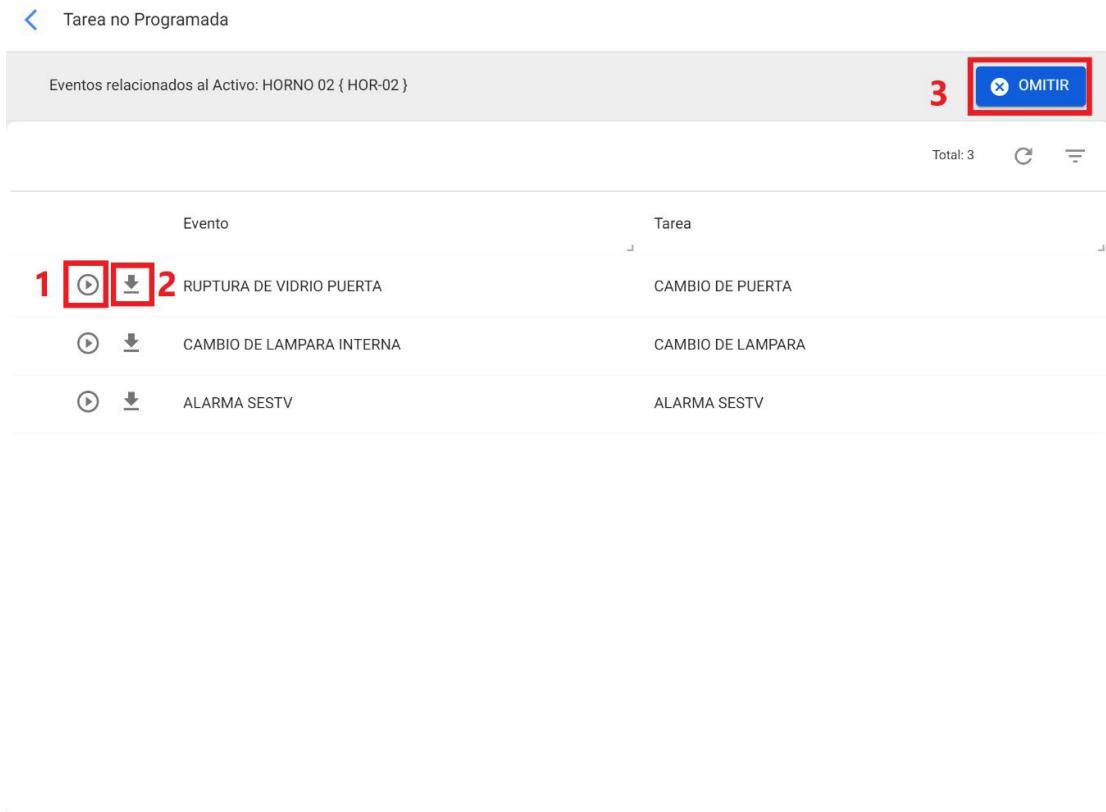 Tarea no Programada
Eventos relacionados al Activo: HORNO 02 { HOR-02 }
3
OMITIR
Total: 3
Evento Tarea
1 2 RUPTURA DE VIDRIO PUERTA CAMBIO DE PUERTA
CAMBIO DE LAMPARA INTERNA CAMBIO DE LAMPARA
ALARMA SESTV ALARMA SESTV